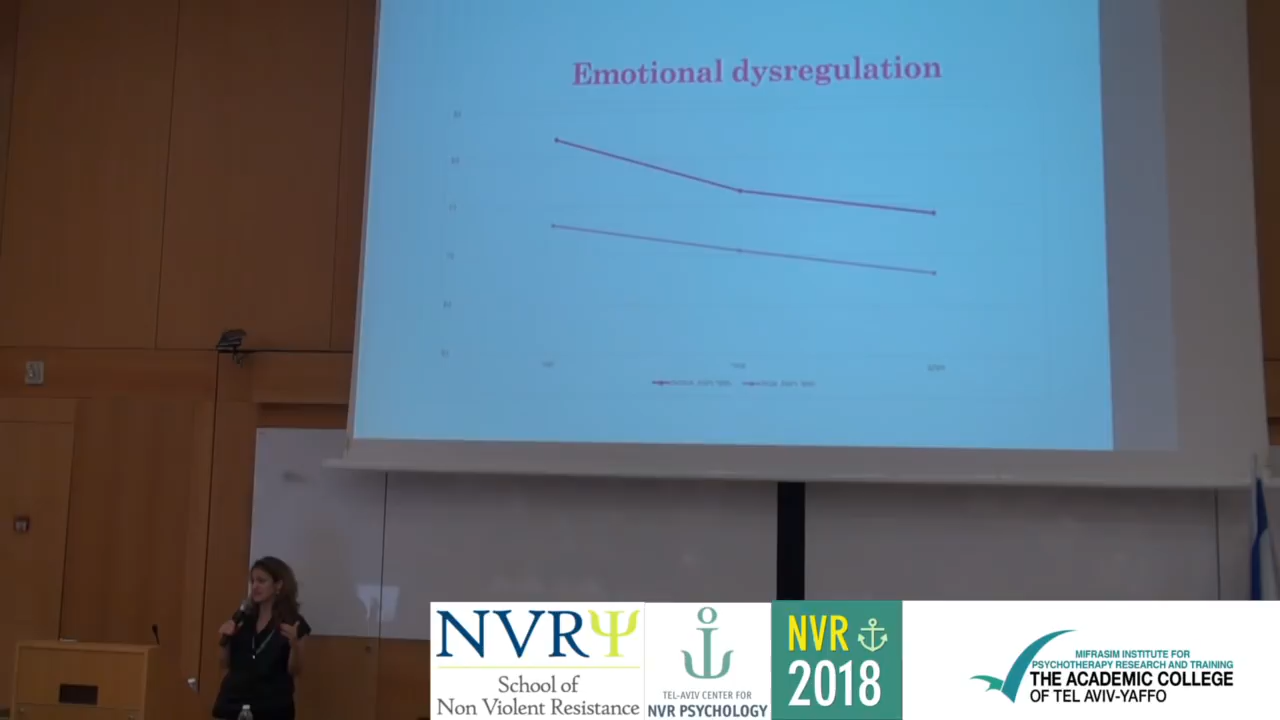 Emotional dysregulation
NVRΨ
School of
Non Violent Resistance
TEL-AVIV CENTER FOR
NVR PSYCHOLOGY
NVR
2018
MIFRASIM INSTITUTE FOR
PSYCHOTHERAPY RESEARCH AND TRAINING
THE ACADEMIC COLLEGE
OF TEL AVIV-YAFFO